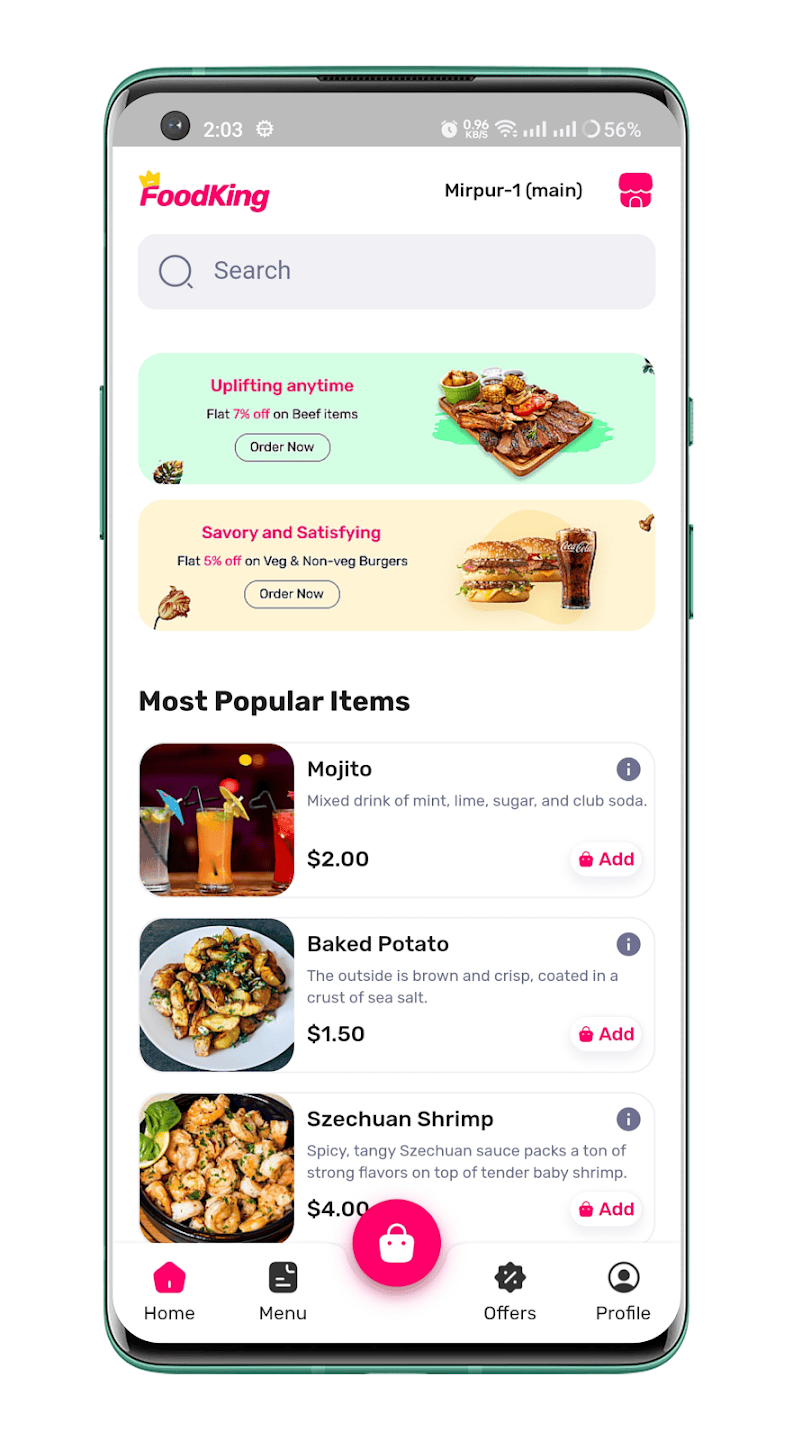 2:03
0.96
KB/S
56%
FoodKing
Mirpur-1 (main)
Search
Uplifting anytime
Flat 7% off on Beef items
Order Now
Savory and Satisfying
Flat 5% off on Veg & Non-veg Burgers
Order Now
Coca-Cola
Most Popular Items
Mojito
Mixed drink of mint, lime, sugar, and club soda.
$2.00
Add
Baked Potato
The outside is brown and crisp, coated in a
crust of sea salt.
$1.50
Add
Szechuan Shrimp
Spicy, tangy Szechuan sauce packs a ton of
strong flavors on top of tender baby shrimp.
$4.00
Add
Home
Menu
Offers
Profile